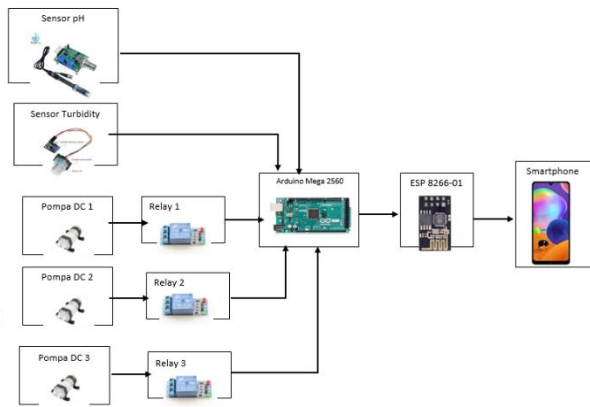 Sensor pH
Sensor Turbidity
Arduino Mega 2560
ESP 8266-01
Smartphone
Pompa DC 1
Relay 1
Pompa DC 2
Relay 2
Pompa DC 3
Relay 3